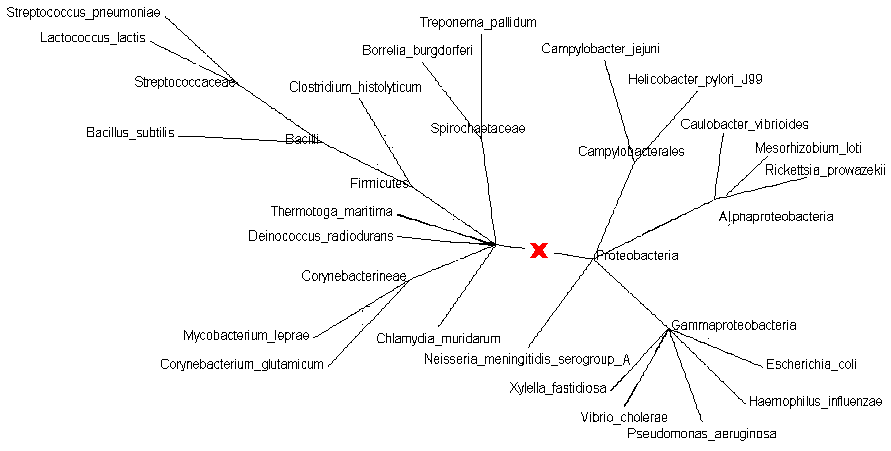 Streptococcus_pneumoniae
Treponema_pallidum
Lactococcus_lactis
Borrelia_burgdorferi
Campylobacter_jejuni
Streptococcaceae
Clostridium_histolyticum
Helicobacter_pylori_J99
Bacillus_subtilis
Bacilli
Spirochaetaceae
Caulobacter_vibrioides
Campylobacterales
Mesorhizobium_loti
Rickettsia_prowazekii
Firmicutes
Thermotoga_maritima
Alphaproteobacteria
Deinococcus_radiodurans
X
Proteobacteria
Corynebacterineae
Mycobacterium_leprae
Chlamydia_muridarum
Gammaproteobacteria
Corynebacterium_glutamicum
Neisseria_meningitidis_serogroup_A
Escherichia_coli
Xylella_fastidiosa
Haemophilus_influenzae
Vibrio_cholerae
Pseudomonas_aeruginosa